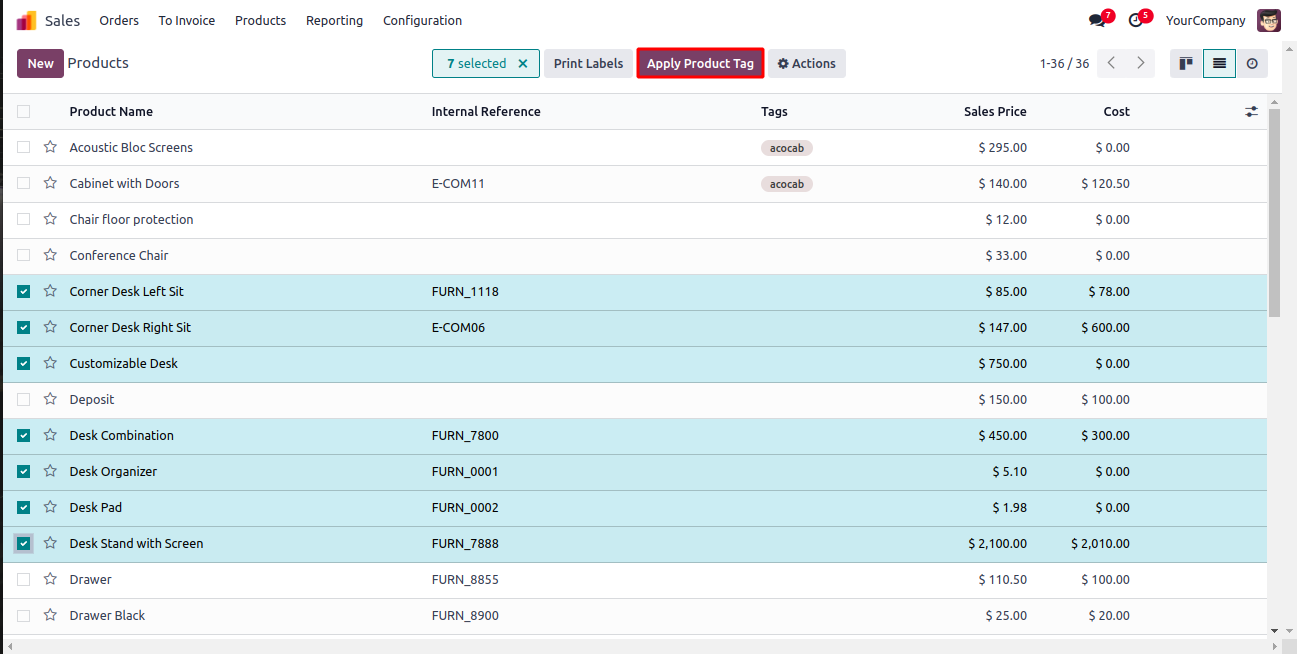 Sales Orders To Invoice Products Reporting Configuration 7 5 YourCompany
New Products 7 selected × Print Labels Apply Product Tag Actions 1-36 / 36
Product Name Internal Reference Tags Sales Price Cost
Acoustic Bloc Screens acocab $ 295.00 $ 0.00
Cabinet with Doors E-COM11 acocab $ 140.00 $ 120.50
Chair floor protection $ 12.00 $ 0.00
Conference Chair $ 33.00 $ 0.00
Corner Desk Left Sit FURN_1118 $ 85.00 $ 78.00
Corner Desk Right Sit E-COM06 $ 147.00 $ 600.00
Customizable Desk $ 750.00 $ 0.00
Deposit $ 150.00 $ 100.00
Desk Combination FURN_7800 $ 450.00 $ 300.00
Desk Organizer FURN_0001 $ 5.10 $ 0.00
Desk Pad FURN_0002 $ 1.98 $ 0.00
Desk Stand with Screen FURN_7888 $ 2,100.00 $ 2,010.00
Drawer FURN_8855 $ 110.50 $ 100.00
Drawer Black FURN_8900 $ 25.00 $ 20.00